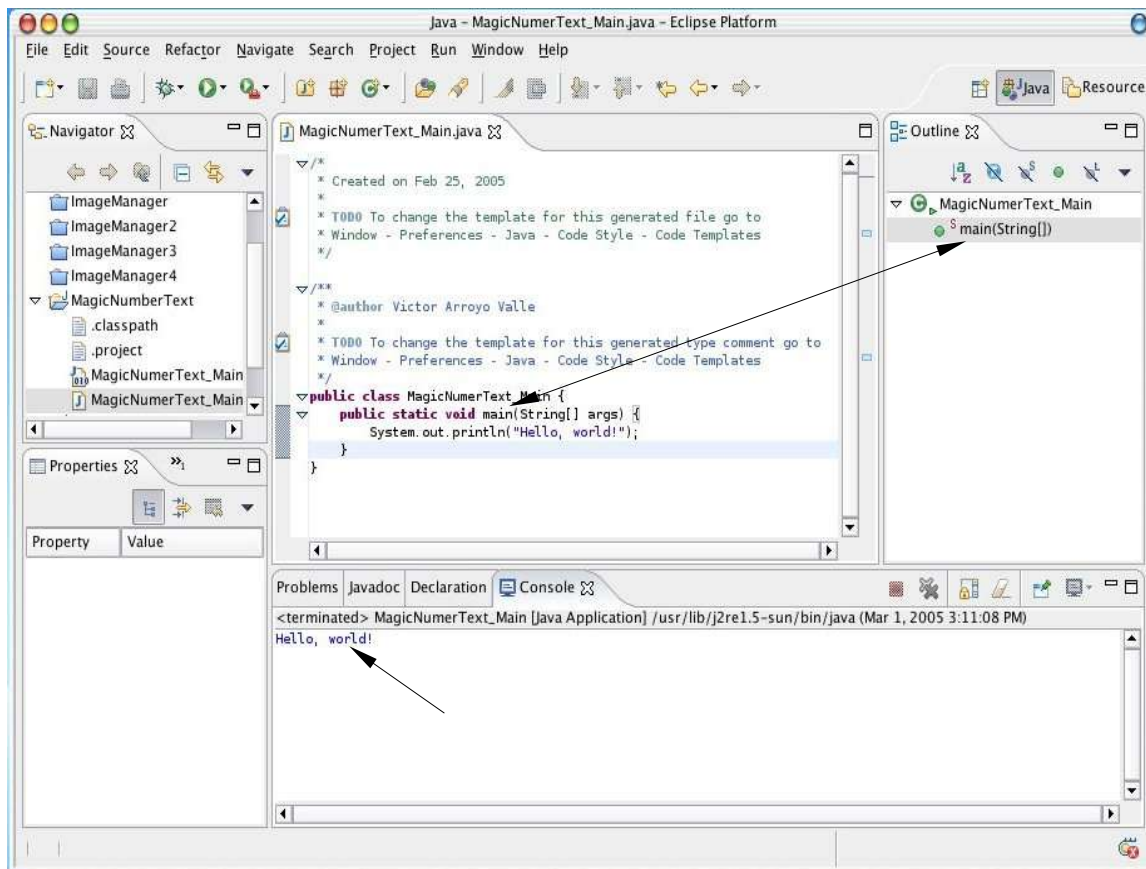 Java - MagicNumerText_Main.java - Eclipse Platform
File Edit Source Refactor Navigate Search Project Run Window Help
Java Resource
Navigator
ImageManager
ImageManager2
ImageManager3
ImageManager4
MagicNumberText
.classpath
.project
MagicNumerText_Main
MagicNumerText_Main
Properties
Property Value
MagicNumerText_Main.java
/*
* Created on Feb 25, 2005
*
* TODO To change the template for this generated file go to
* Window - Preferences - Java - Code Style - Code Templates
*/
/**
* @author Victor Arroyo Valle
*
* TODO To change the template for this generated type comment go to
* Window - Preferences - Java - Code Style - Code Templates
*/
public class MagicNumerText_Main {
public static void main(String[] args) {
System.out.println("Hello, world!");
}
}
Outline
MagicNumerText_Main
main(String[])
Problems Javadoc Declaration Console
<terminated> MagicNumerText_Main [Java Application] /usr/lib/j2re1.5-sun/bin/java (Mar 1, 2005 3:11:08 PM)
Hello, world!